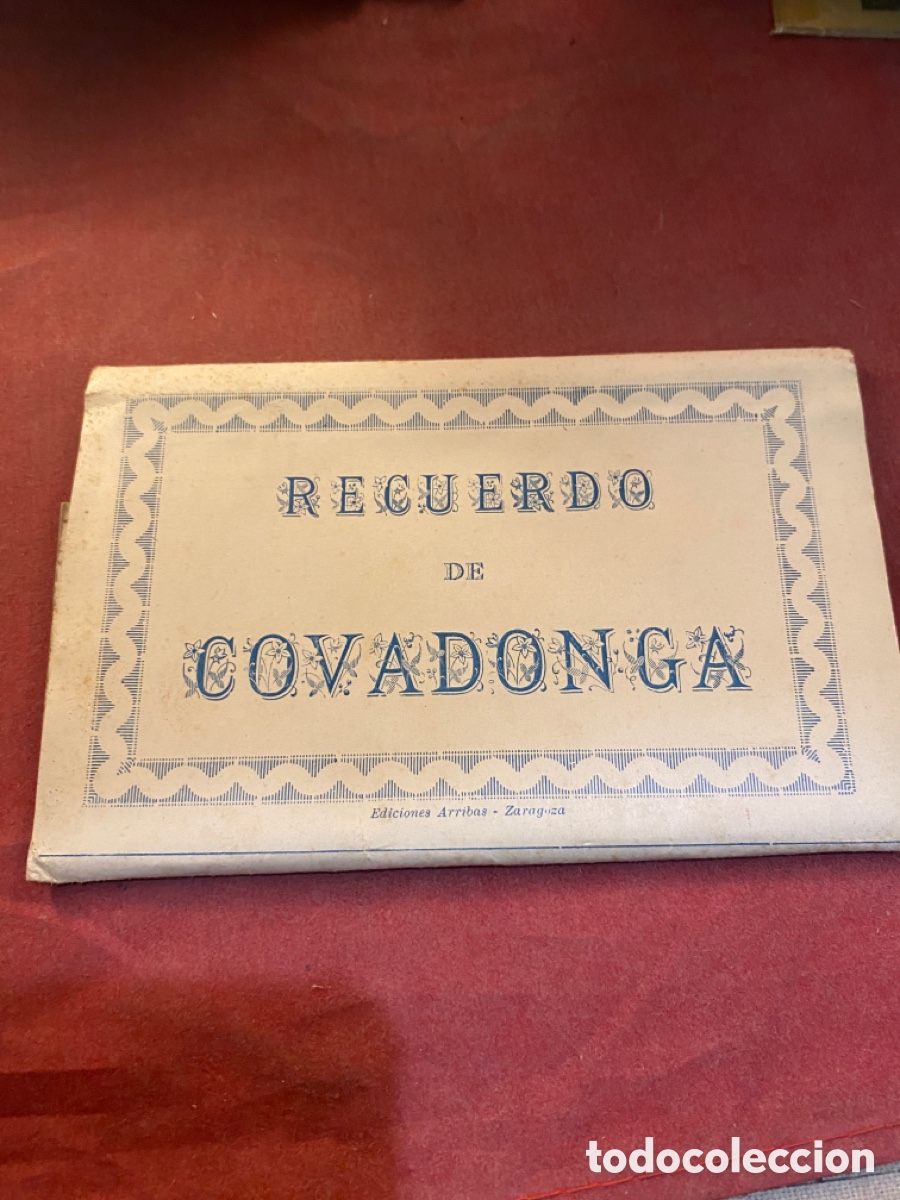 RECUERDO
DE
COVADONGA
Ediciones Arribas - Zaragoza
todocoleccion